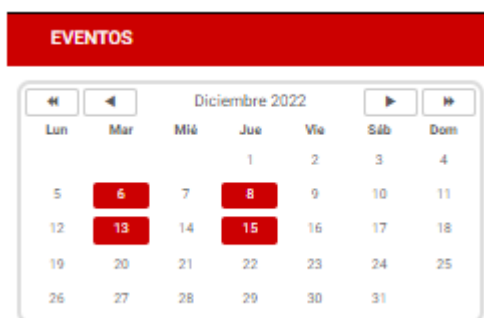 EVENTOS
Diciembre 2022
Lun Mar Mié Jue Vie Sáb Dom
1 2 3 4
5 6 7 8 9 10 11
12 13 14 15 16 17 18
19 20 21 22 23 24 25
26 27 28 29 30 31